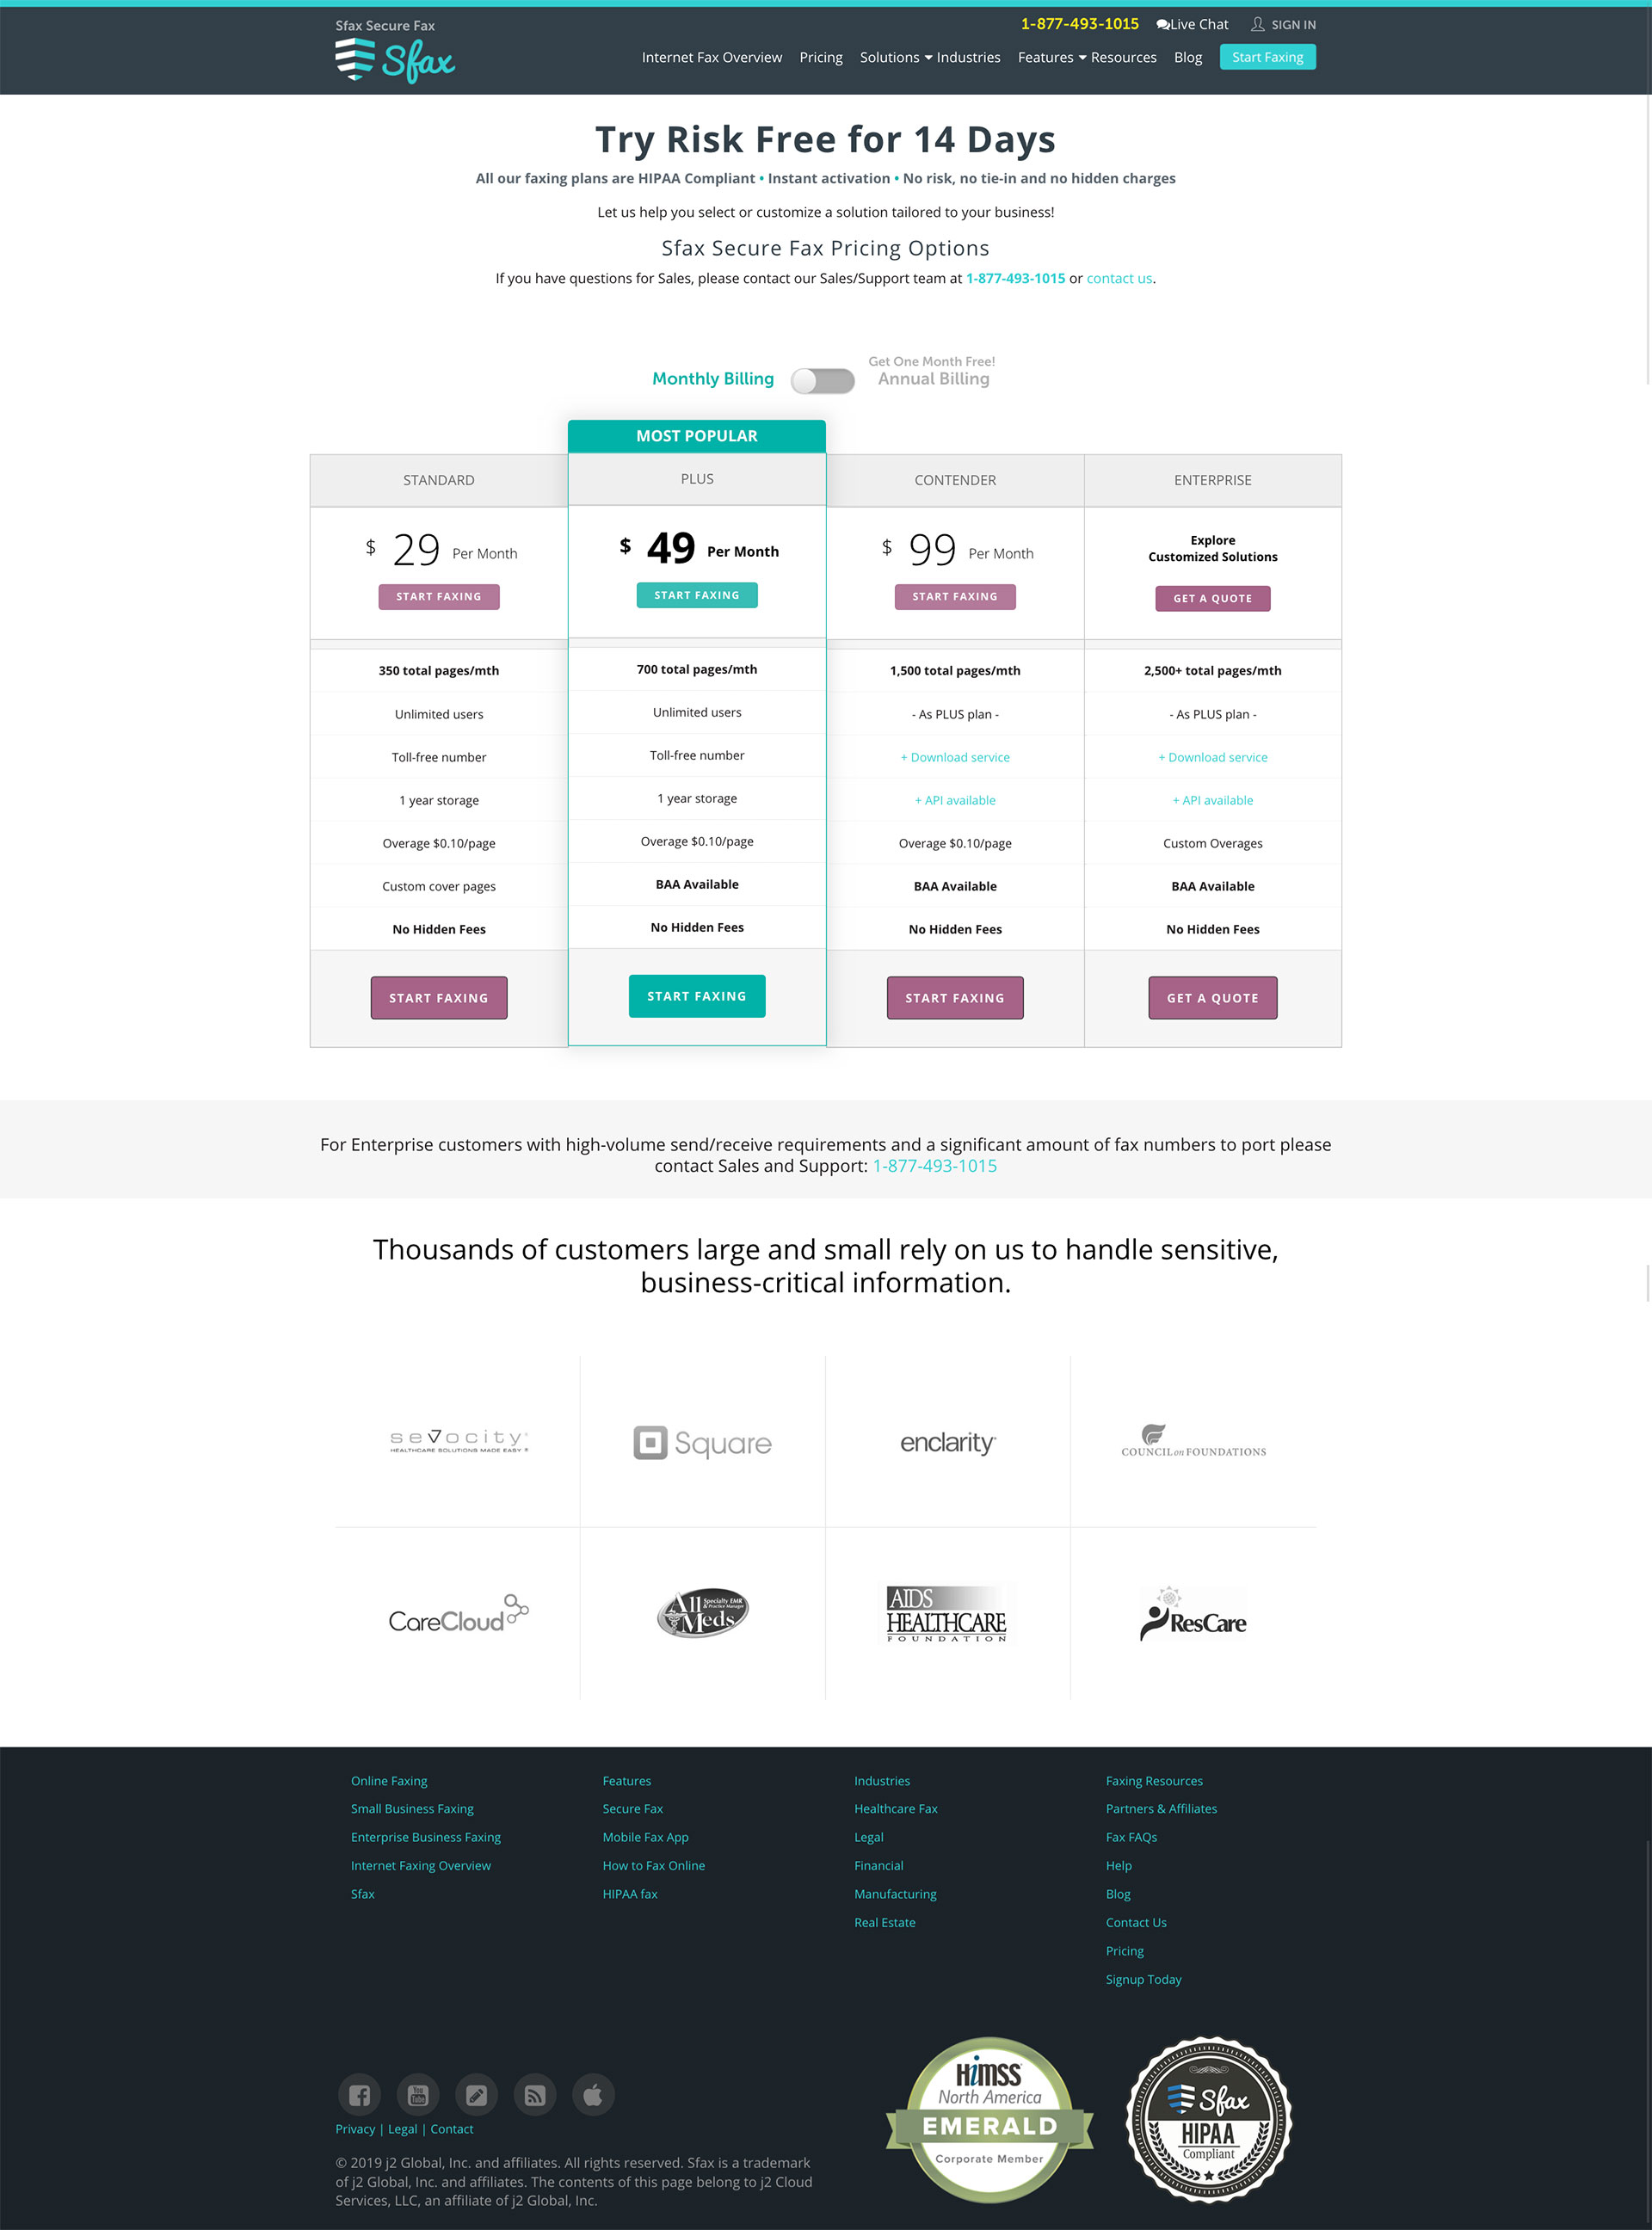 Sfax Secure Fax
Sfax
1-877-493-1015 Live Chat SIGN IN
Internet Fax Overview Pricing Solutions Industries Features Resources Blog Start Faxing
Try Risk Free for 14 Days
All our faxing plans are HIPAA Compliant • Instant activation • No risk, no tie-in and no hidden charges
Let us help you select or customize a solution tailored to your business!
Sfax Secure Fax Pricing Options
If you have questions for Sales, please contact our Sales/Support team at 1-877-493-1015 or contact us.
Get One Month Free!
Monthly Billing Annual Billing
MOST POPULAR
STANDARD PLUS CONTENDER ENTERPRISE
$ 29 Per Month $ 49 Per Month $ 99 Per Month Explore
Customized Solutions
START FAXING START FAXING START FAXING GET A QUOTE
350 total pages/mth 700 total pages/mth 1,500 total pages/mth 2,500+ total pages/mth
Unlimited users Unlimited users - As PLUS plan - - As PLUS plan -
Toll-free number Toll-free number + Download service + Download service
1 year storage 1 year storage + API available + API available
Overage $0.10/page Overage $0.10/page Overage $0.10/page Custom Overages
Custom cover pages BAA Available BAA Available BAA Available
No Hidden Fees No Hidden Fees No Hidden Fees No Hidden Fees
START FAXING START FAXING START FAXING GET A QUOTE
For Enterprise customers with high-volume send/receive requirements and a significant amount of fax numbers to port please
contact Sales and Support: 1-877-493-1015
Thousands of customers large and small rely on us to handle sensitive,
business-critical information.
sevocity
HEALTHCARE SOLUTIONS MADE EASY
Square
enclarity
COUNCIL on FOUNDATIONS
CareCloud
All Meds
Specialty EMR
& Practice Manager
AIDS
HEALTHCARE
FOUNDATION
ResCare
Online Faxing
Small Business Faxing
Enterprise Business Faxing
Internet Faxing Overview
Sfax
Features
Secure Fax
Mobile Fax App
How to Fax Online
HIPAA fax
Industries
Healthcare Fax
Legal
Financial
Manufacturing
Real Estate
Faxing Resources
Partners & Affiliates
Fax FAQs
Help
Blog
Contact Us
Pricing
Signup Today
You
Tube
Privacy | Legal | Contact
© 2019 j2 Global, Inc. and affiliates. All rights reserved. Sfax is a trademark
of j2 Global, Inc. and affiliates. The contents of this page belong to j2 Cloud
Services, LLC, an affiliate of j2 Global, Inc.
HIMSS
North America
EMERALD
Corporate Member
Sfax
HIPAA
Compliant